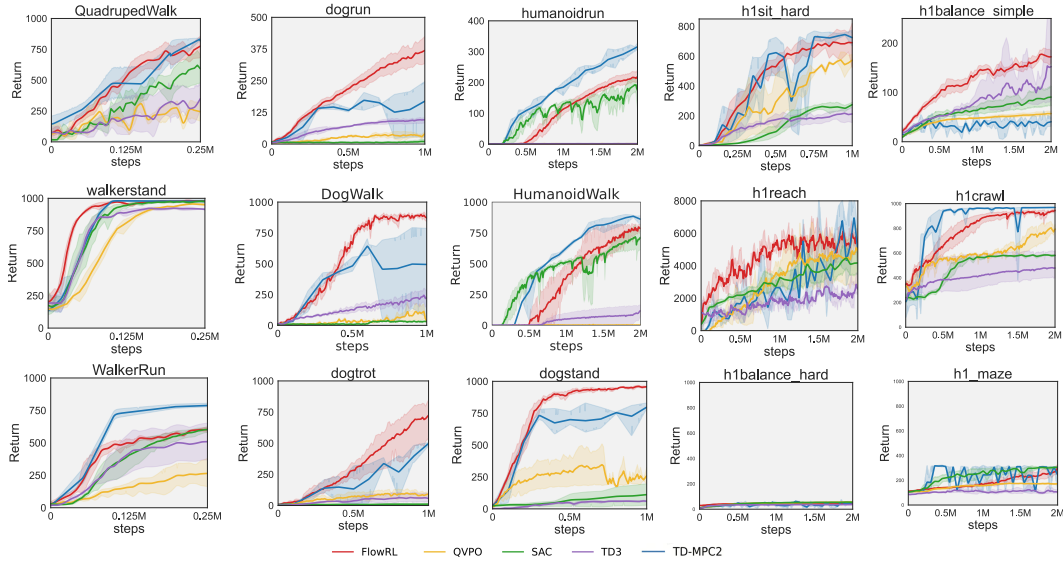 QuadrupedWalk
dogrun
humanoidrun
h1sit_hard
h1balance_simple
Return
1000
750
500
250
0
0
0.125M
0.25M
steps
Return
500
375
250
125
0
0.5M
1M
steps
Return
400
300
200
100
0
0
0.5M
1M
1.5M
2M
steps
Return
800
600
400
200
0
0.25M
0.5M
0.75M
1M
steps
Return
200
100
0
0.5M
1M
1.5M
2M
steps
walkerstand
DogWalk
HumanoidWalk
h1reach
h1crawl
Return
1000
750
500
250
0
0
0.125M
0.25M
steps
Return
1000
750
500
250
0
0
0.5M
1M
steps
Return
1000
750
500
250
0
0
0.5M
1M
1.5M
2M
steps
Return
8000
6000
4000
2000
0
0.5M
1M
1.5M
2M
steps
Return
1000
800
600
400
200
0
0
0.5M
1M
1.5M
2M
steps
WalkerRun
dogtrot
dogstand
h1balance_hard
h1_maze
Return
1000
750
500
250
0
0
0.125M
0.25M
steps
Return
1000
750
500
250
0
0
0.5M
1M
steps
Return
1000
750
500
250
0
0
0.5M
1M
steps
Return
1000
800
600
400
200
0
0
0.5M
1M
1.5M
2M
steps
Return
1000
800
600
400
200
0
0
0.5M
1M
1.5M
2M
steps
FlowRL
QVPO
SAC
TD3
TD-MPC2